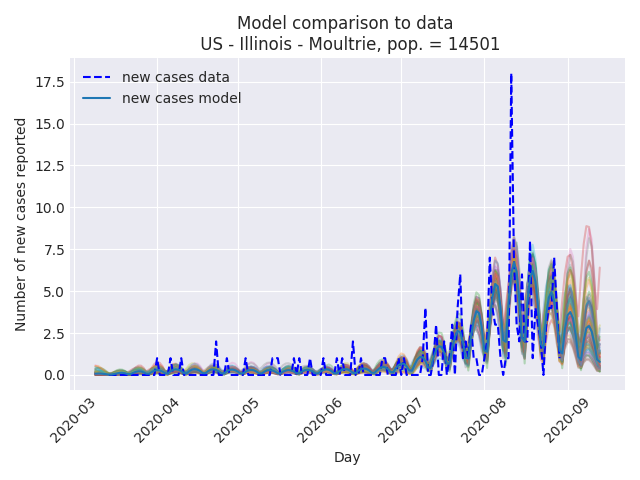 Model comparison to data
US - Illinois - Moultrie, pop. = 14501
new cases data
new cases model
Number of new cases reported
17.5
15.0
12.5
10.0
7.5
5.0
2.5
0.0
2020-03
2020-04
2020-05
2020-06
2020-07
2020-08
2020-09
Day